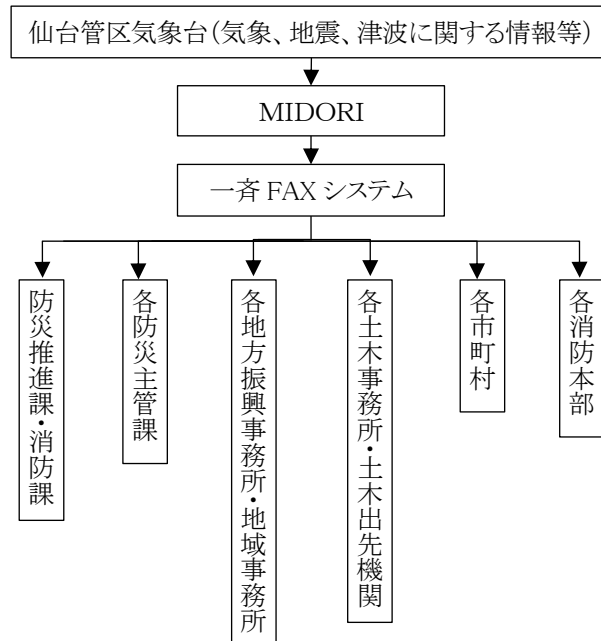 仙台管区気象台(気象、地震、津波に関する情報等)
MIDORI
一斉 FAX システム
防災推進課・消防課
各防災主管課
各地方振興事務所・地域事務所
各土木事務所・土木出先機関
各市町村
各消防本部